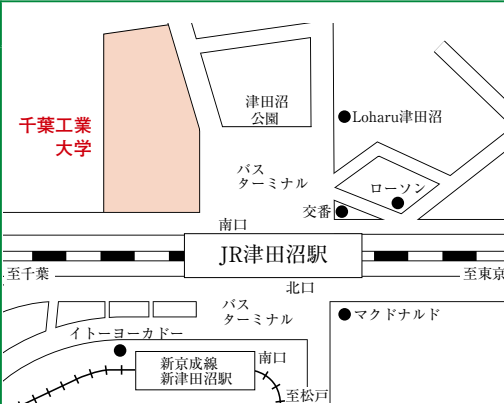 千葉工業
大学
津田沼
公園
Loharu津田沼
バス
ターミナル
ローソン
交番
南口
JR津田沼駅
至千葉
至東京
北口
バス
ターミナル
マクドナルド
イトーヨーカドー
新京成線
新津田沼駅
南口
至松戸